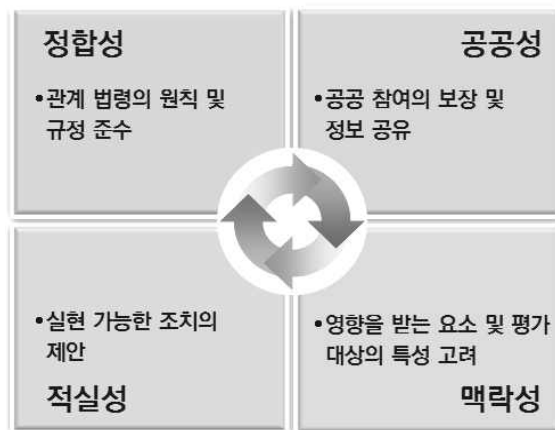 정합성
•관계 법령의 원칙 및
규정 준수
공공성
•공공 참여의 보장 및
정보 공유
•실현 가능한 조치의
제안
적실성
•영향을 받는 요소 및 평가
대상의 특성 고려
맥락성